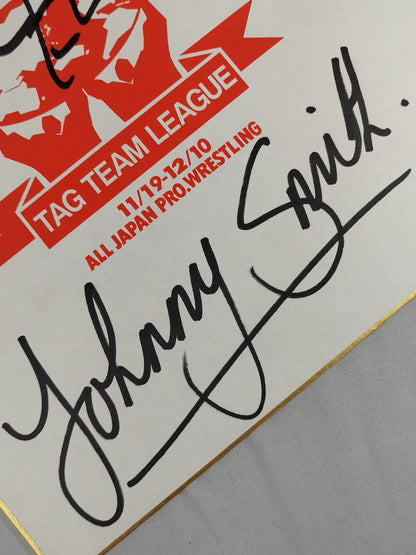 TAG TEAM LEAGUE
11/19-12/10
ALL JAPAN PRO.WRESTLING
Johnny Smith.